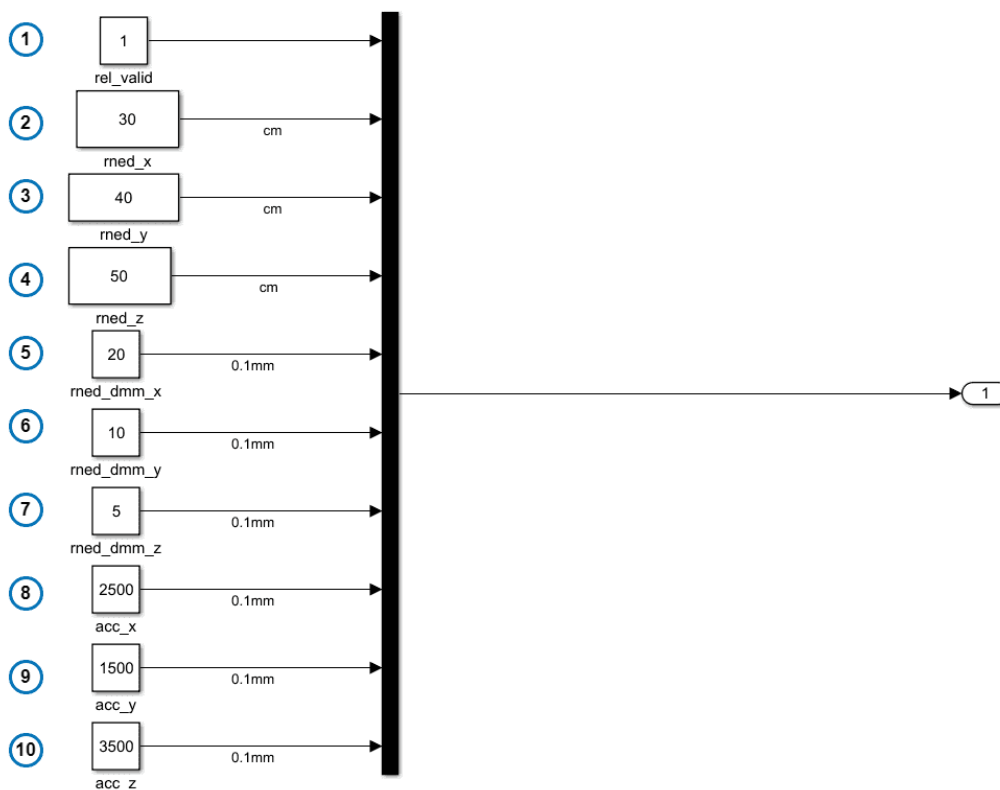 1
1
rel_valid
2
30
cm
rned_x
3
40
cm
rned_y
4
50
cm
rned_z
5
20
0.1mm
rned_dmm_x
6
10
0.1mm
rned_dmm_y
7
5
0.1mm
rned_dmm_z
1
8
2500
0.1mm
acc_x
9
1500
0.1mm
acc_y
10
3500
0.1mm
acc_z